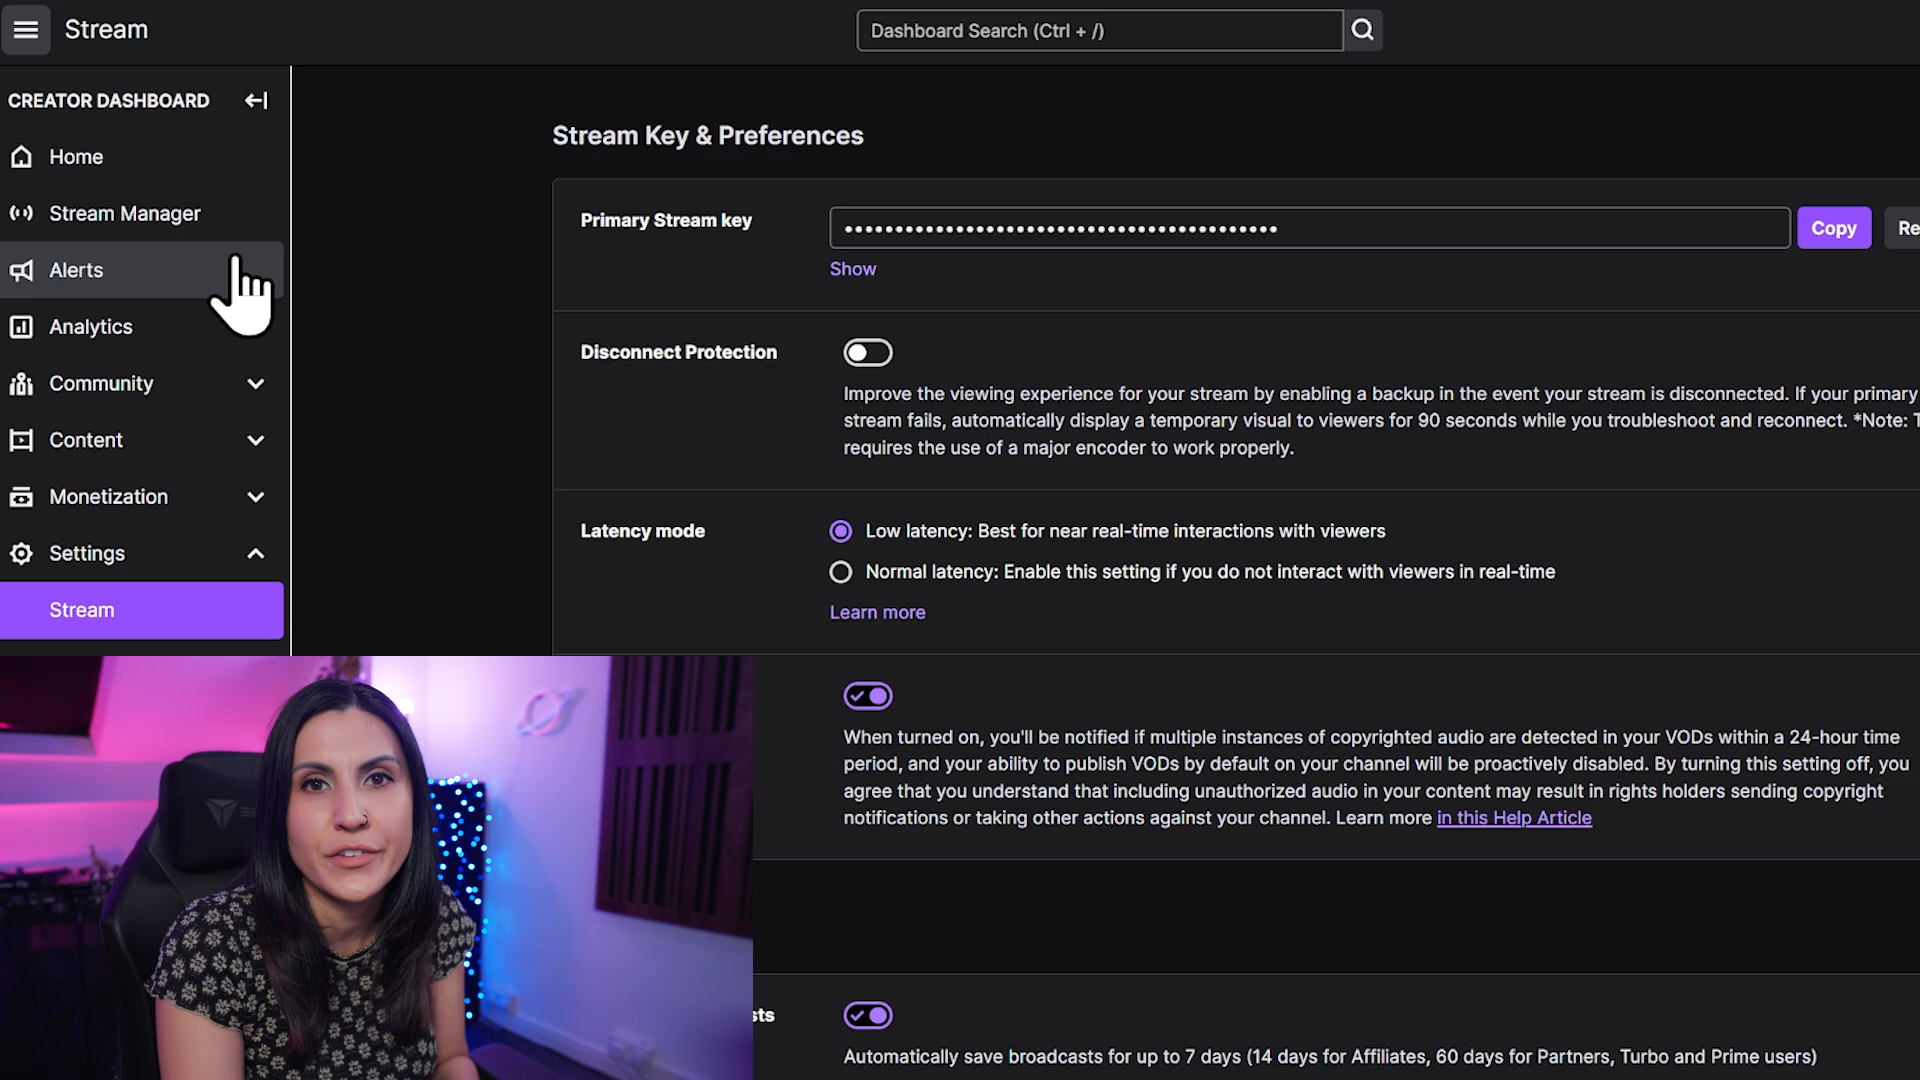 Stream
Dashboard Search (Ctrl + /)
CREATOR DASHBOARD
Home
Stream Manager
Alerts
Analytics
Community
Content
Monetization
Settings
Stream
Stream Key & Preferences
Primary Stream key
••••••••••••••••••••••••••••••••••••••••••••
Copy
Re
Show
Disconnect Protection
Improve the viewing experience for your stream by enabling a backup in the event your stream is disconnected. If your primary
stream fails, automatically display a temporary visual to viewers for 90 seconds while you troubleshoot and reconnect. *Note: T
requires the use of a major encoder to work properly.
Latency mode
Low latency: Best for near real-time interactions with viewers
Normal latency: Enable this setting if you do not interact with viewers in real-time
Learn more
When turned on, you'll be notified if multiple instances of copyrighted audio are detected in your VODs within a 24-hour time
period, and your ability to publish VODs by default on your channel will be proactively disabled. By turning this setting off, you
agree that you understand that including unauthorized audio in your content may result in rights holders sending copyright
notifications or taking other actions against your channel. Learn more in this Help Article
sts
Automatically save broadcasts for up to 7 days (14 days for Affiliates, 60 days for Partners, Turbo and Prime users)